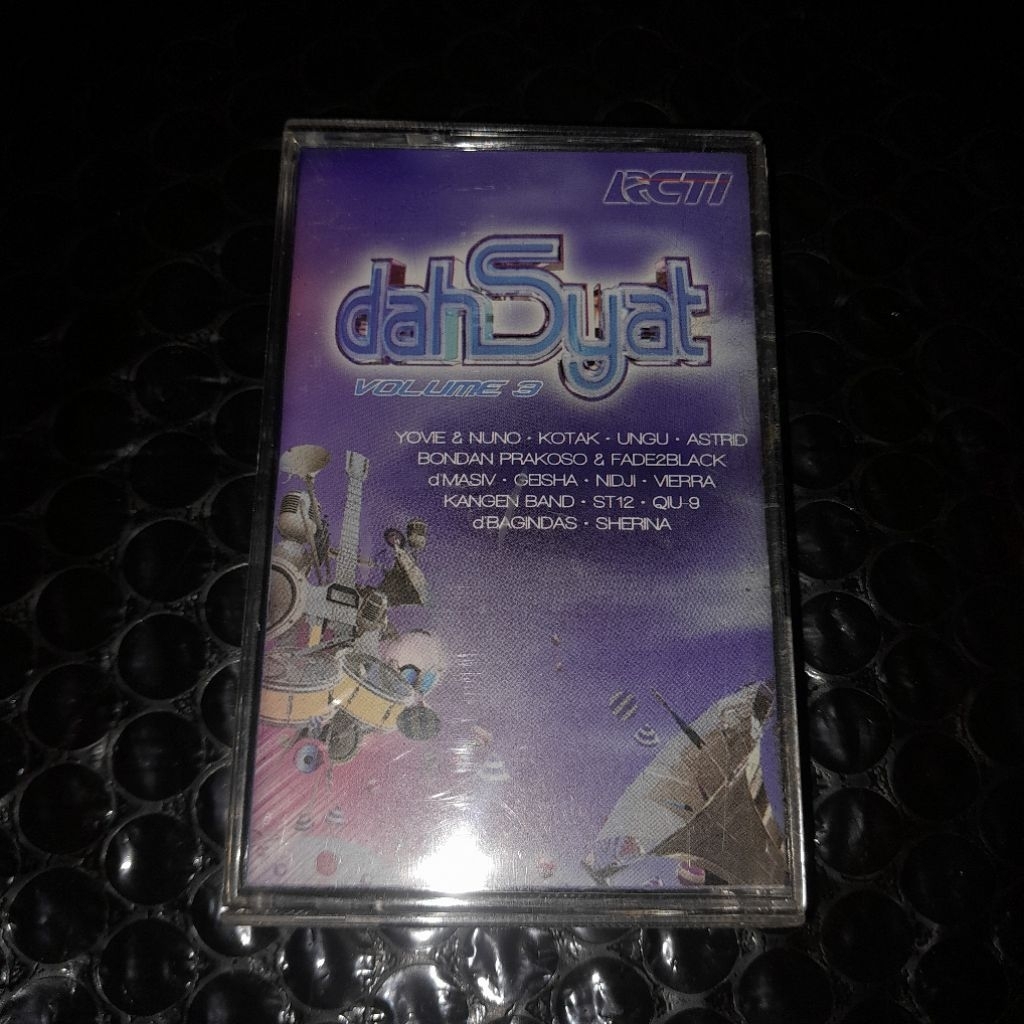 RCTI
dahSyat
VOLUME 3
YOVIE & NUNO • KOTAK • UNGU • ASTRID
BONDAN PRAKOSO & FADE2BLACK
d'MASIV • GEISHA • NIDJI • VIERRA
KANGEN BAND • ST12 • QIU-9
d'BAGINDAS • SHERINA